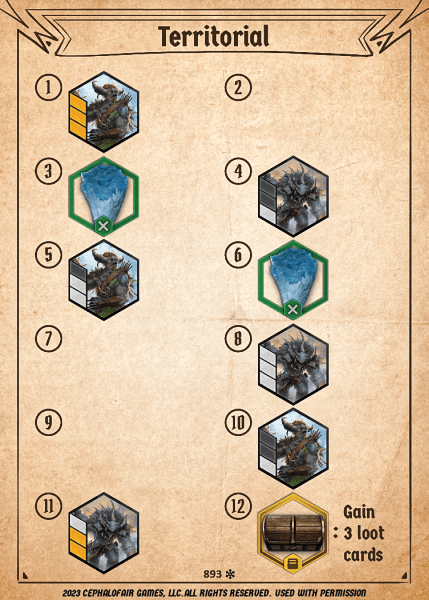 Territorial
1
2
3
4
5
6
7
8
9
10
11
12
Gain
: 3 loot
cards
893 ✻
2023 CEPHALOFAIR GAMES, LLC. ALL RIGHTS RESERVED. USED WITH PERMISSION